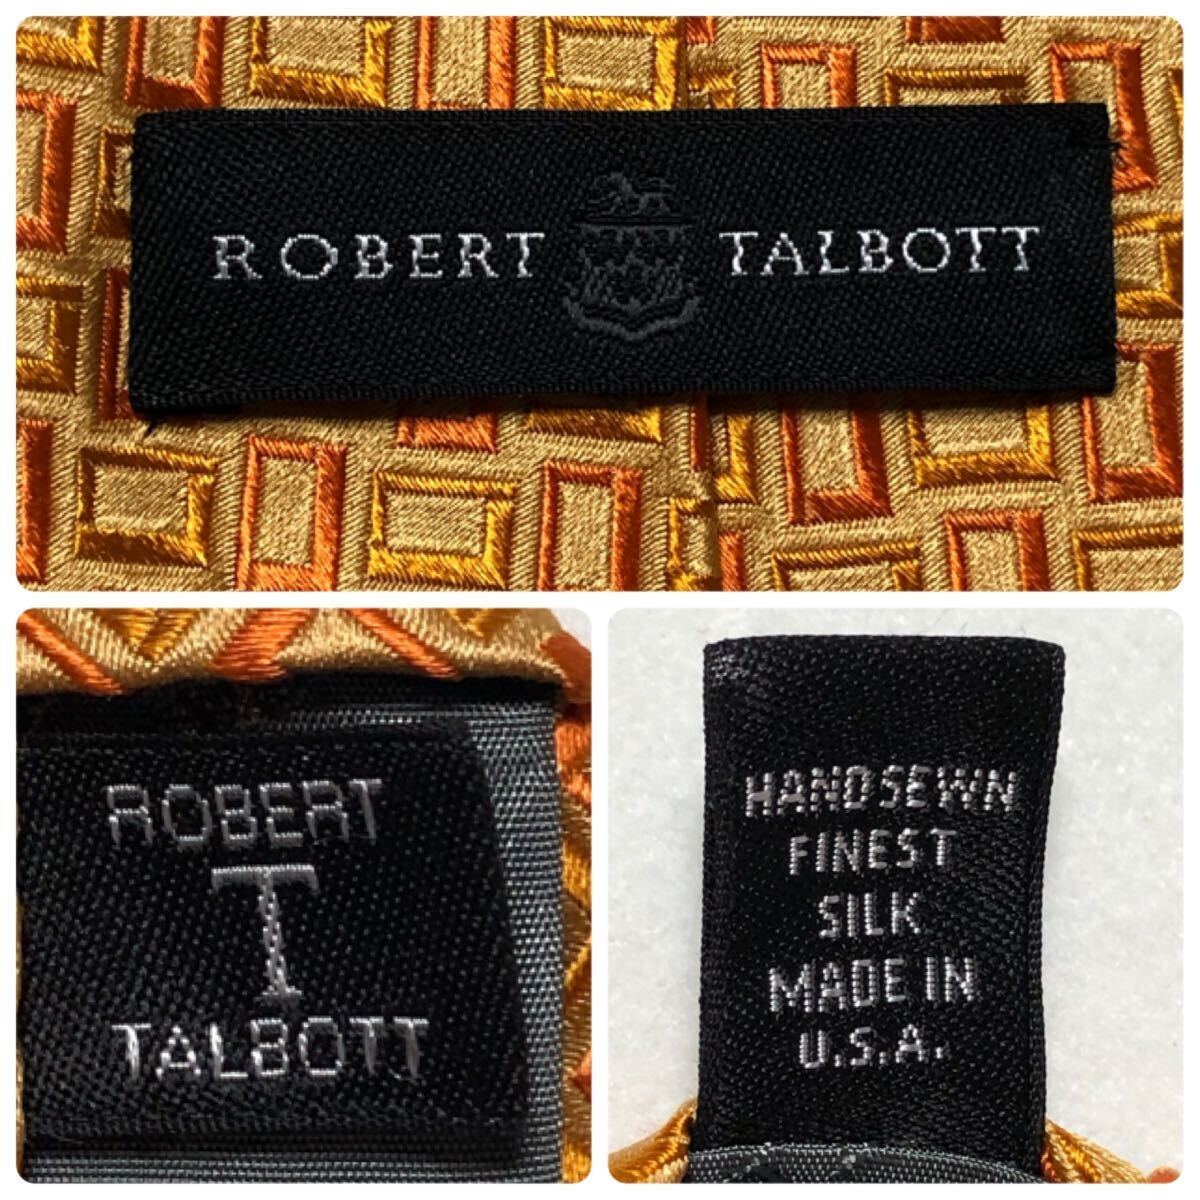 ROBERT TALBOTT
ROBERT
T
TALBOTT
HANDSEWN
FINEST
SILK
MADE IN
U.S.A.